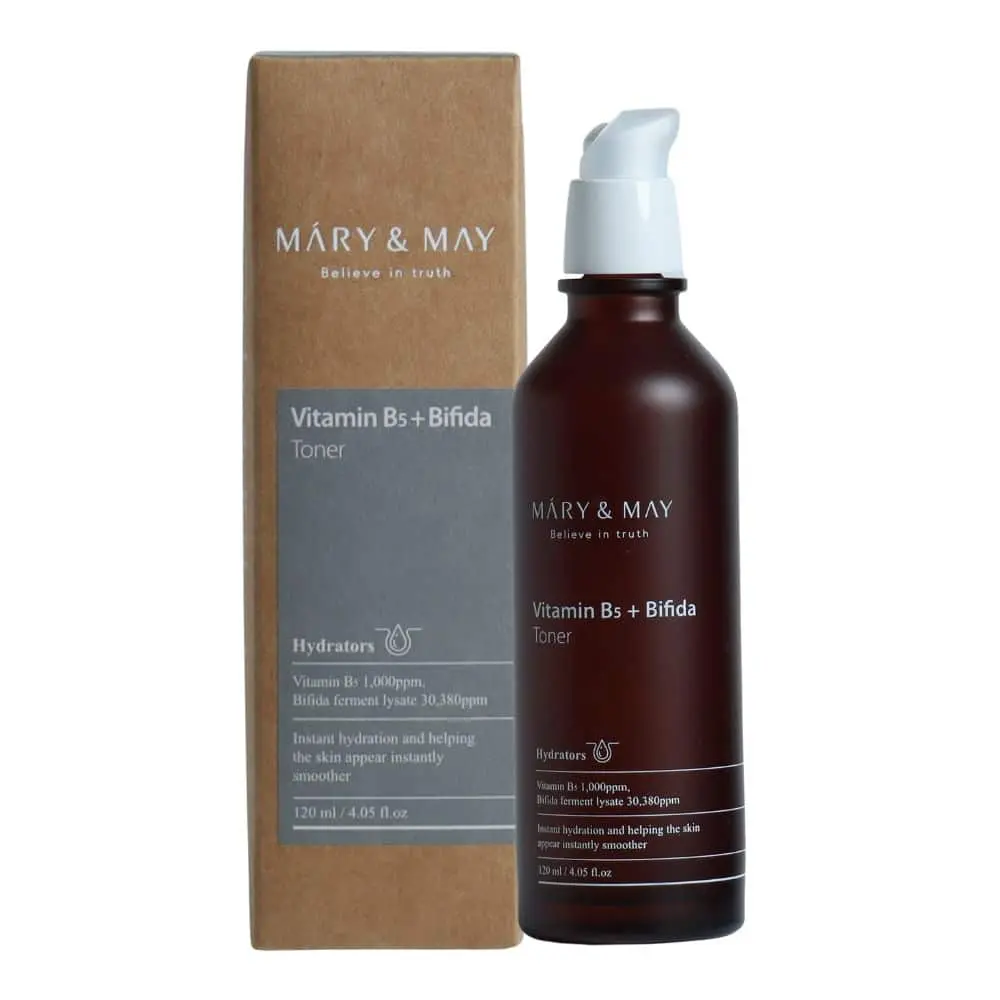 MÁRY & MAY
Believe in truth
Vitamin B5 + Bifida
Toner
Hydrators
Vitamin B5 1,000ppm,
Bifida ferment lysate 30,380ppm
Instant hydration and helping
the skin appear instantly
smoother
120 ml / 4.05 fl.oz
MÁRY & MAY
Believe in truth
Vitamin B5 + Bifida
Toner
Hydrators
Vitamin B5 1,000ppm,
Bifida ferment lysate 30,380ppm
Instant hydration and helping the skin
appear instantly smoother
120 ml / 4.05 fl.oz